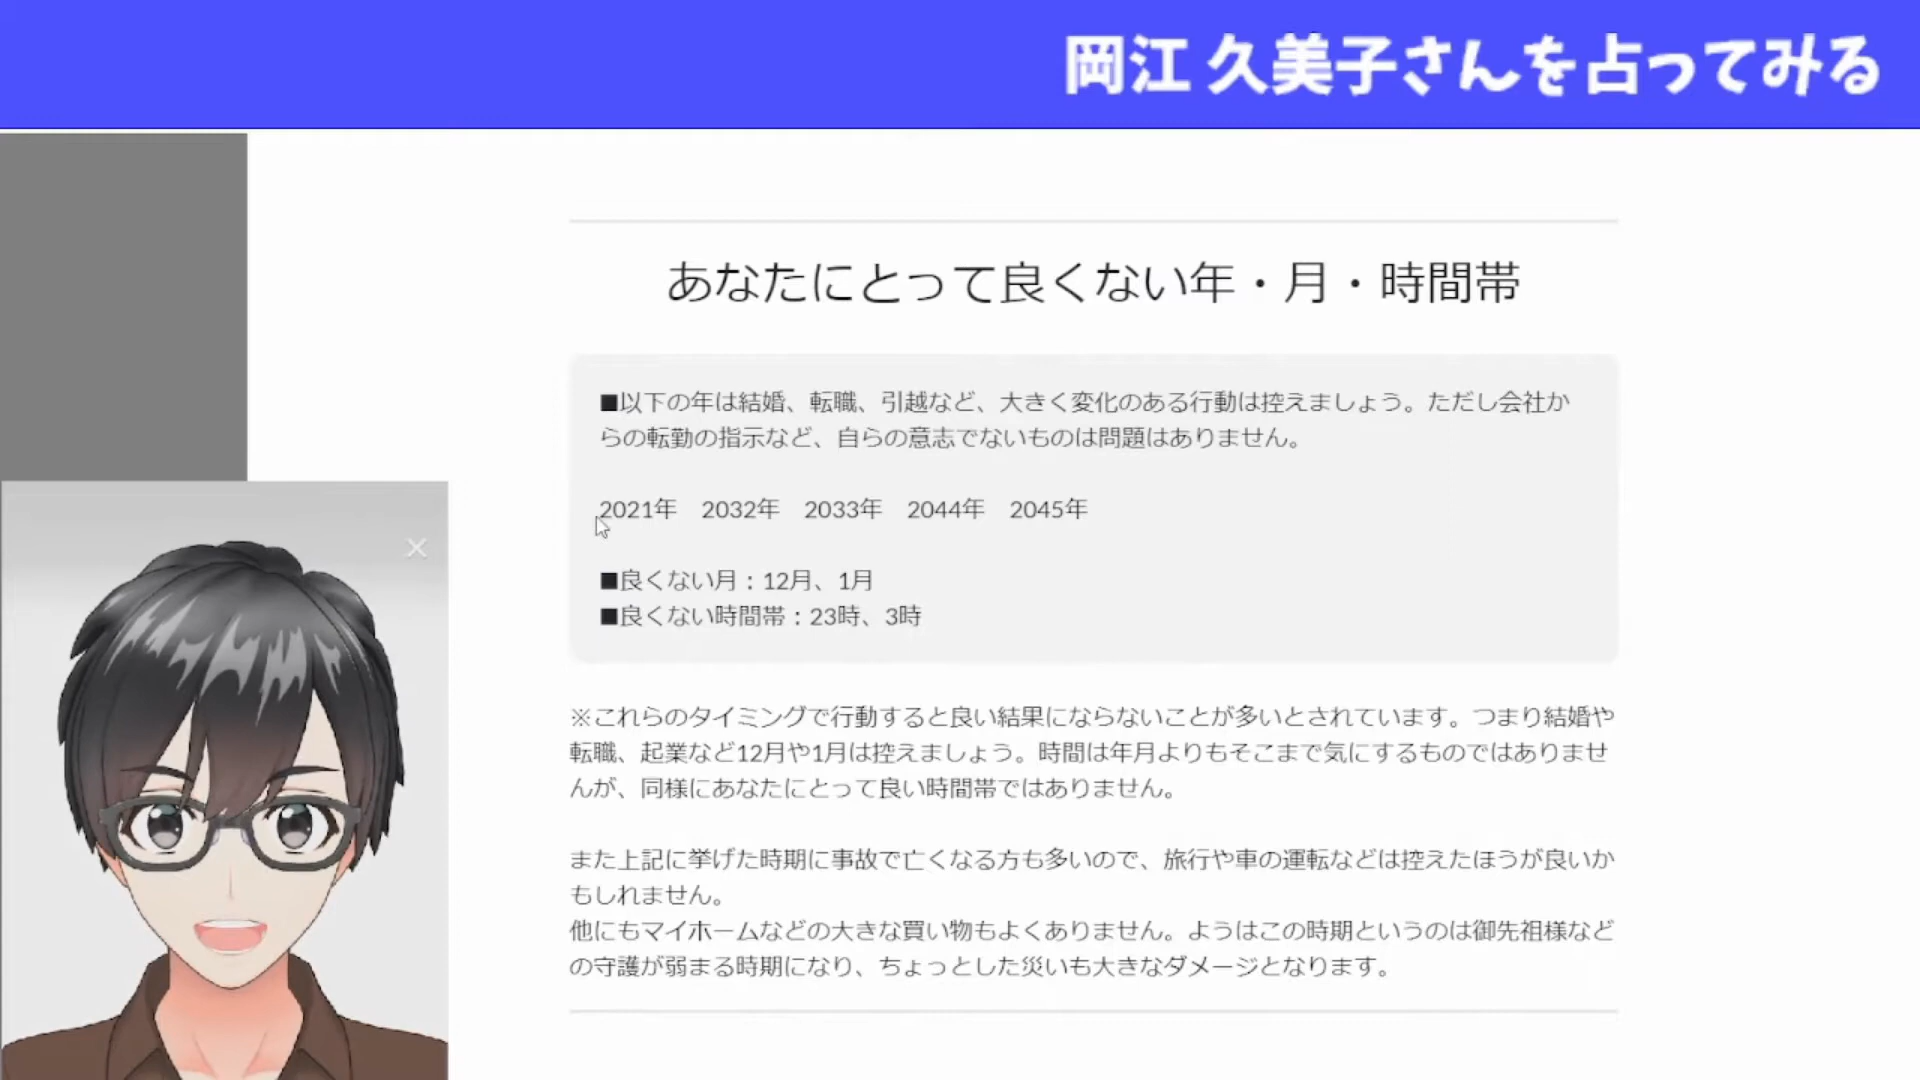 岡江 久美子さんを占ってみる
あなたにとって良くない年・月・時間帯
■以下の年は結婚、転職、引越など、大きく変化のある行動は控えましょう。ただし会社か
らの転勤の指示など、自らの意志でないものは問題はありません。
2021年 2032年 2033年 2044年 2045年
■良くない月：12月、1月
■良くない時間帯：23時、3時
※これらのタイミングで行動すると良い結果にならないことが多いとされています。つまり結婚や
転職、起業など12月や1月は控えましょう。時間は年月よりもそこまで気にするものではありませ
んが、同様にあなたにとって良い時間帯ではありません。
また上記に挙げた時期に事故で亡くなる方も多いので、旅行や車の運転などは控えたほうが良いか
もしれません。
他にもマイホームなどの大きな買い物もよくありません。ようはこの時期というのは御先祖様など
の守護が弱まる時期になり、ちょっとした災いも大きなダメージとなります。